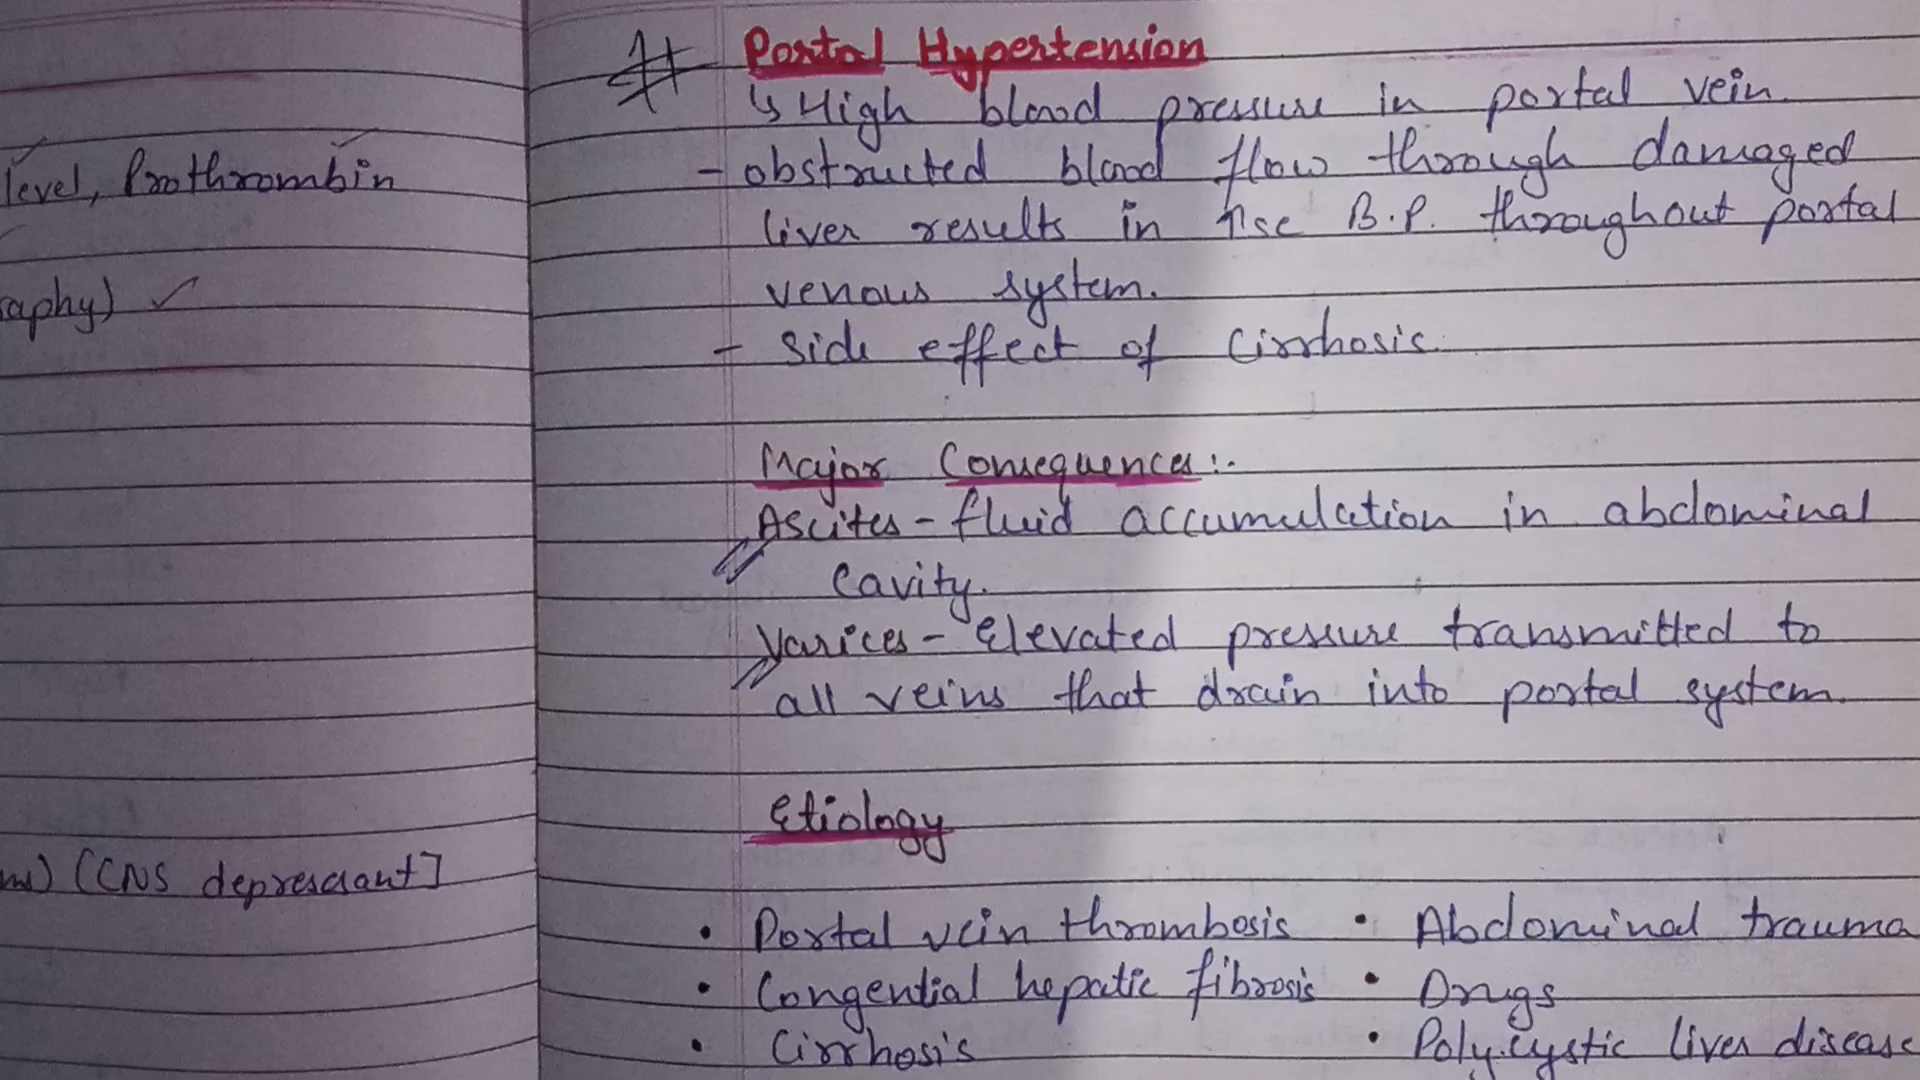 level, Prothrombin
aphy) ✓
ms) (CNS depressant]
# Portal Hypertension
↳ High blood pressure in portal vein.
- obstructed blood flow through damaged
liver results in rise B.P. throughout portal
venous system.
- Side effect of Cirrhosis.
Major Consequences:-
Ascites - fluid accumulation in abdominal
Cavity.
Varices - Elevated pressure transmitted to
all veins that drain into portal system.
Etiology
• Portal vein thrombosis • Abdominal trauma
• Congential hepatic fibrosis • Drugs
• Cirrhosis • Polycystic liver disease